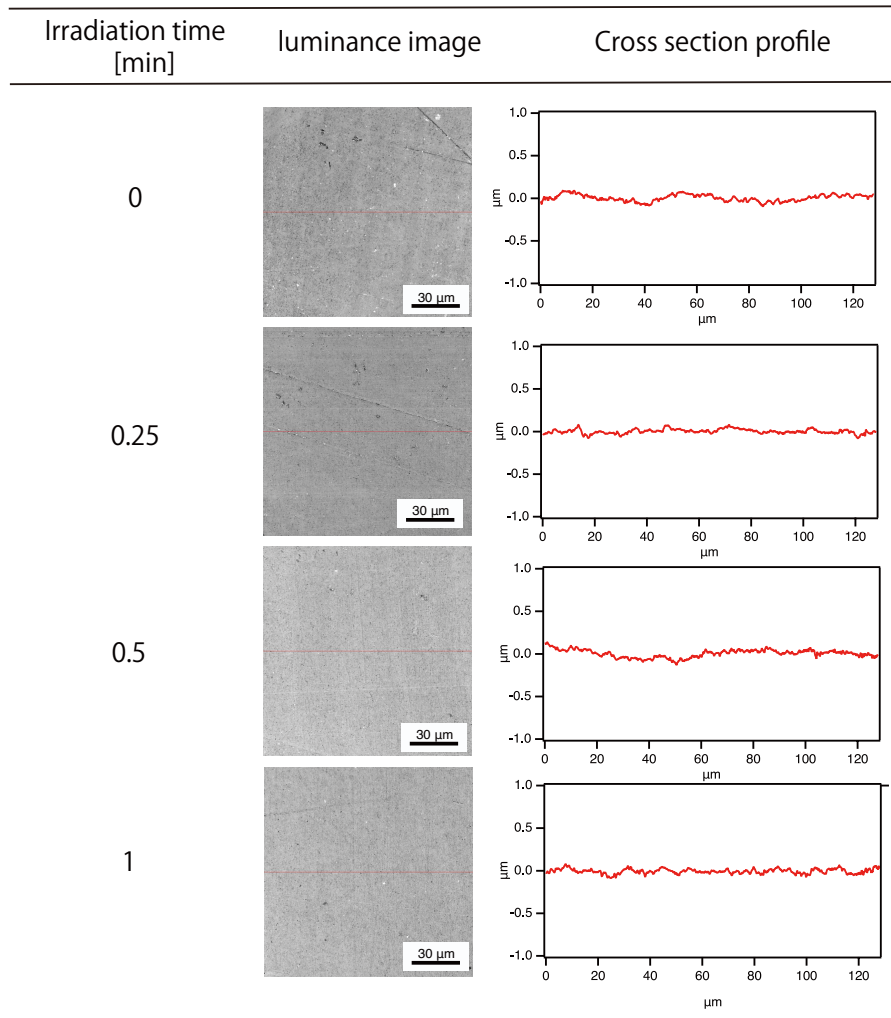 Irradiation time
[min]
luminance image
Cross section profile
0
30 μm
1.0
0.5
0.0
-0.5
-1.0
μm
0 20 40 60 80 100 120
μm
0.25
30 μm
1.0
0.5
0.0
-0.5
-1.0
μm
0 20 40 60 80 100 120
μm
0.5
30 μm
1.0
0.5
0.0
-0.5
-1.0
μm
0 20 40 60 80 100 120
μm
1
30 μm
1.0
0.5
0.0
-0.5
-1.0
μm
0 20 40 60 80 100 120
μm